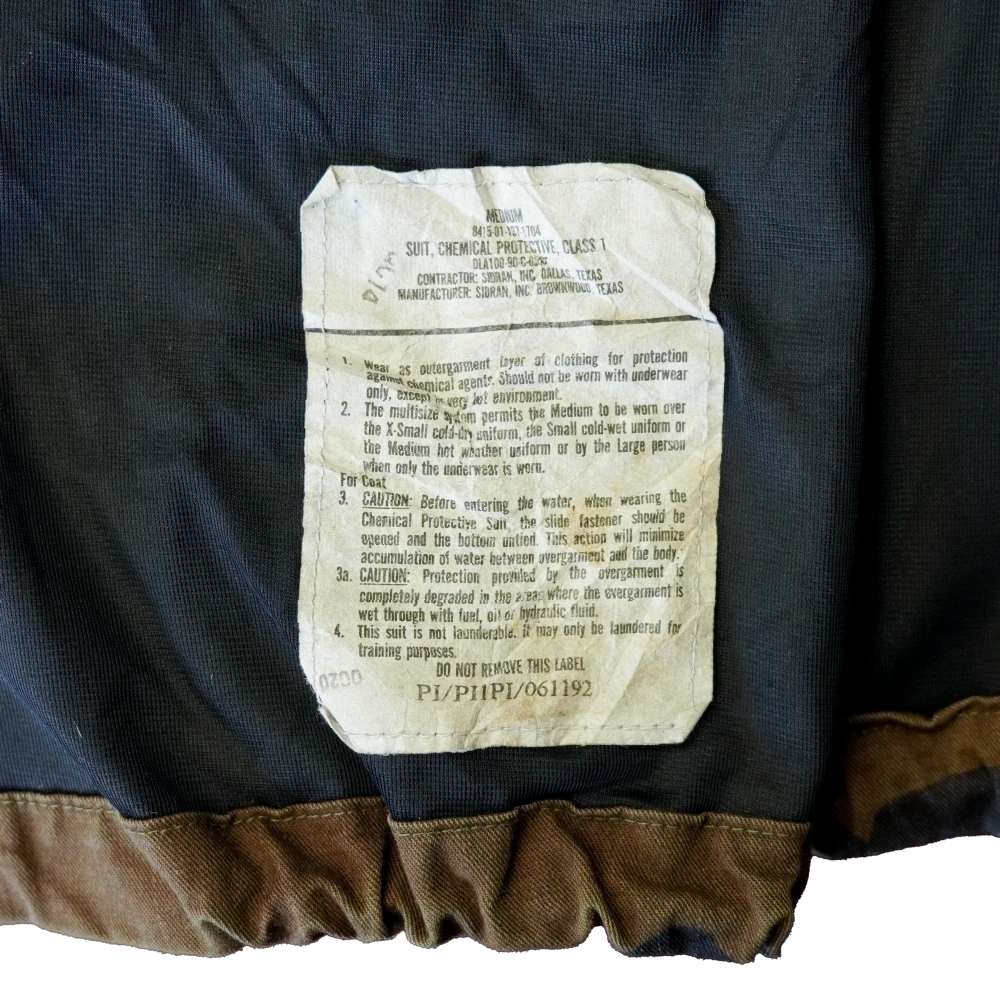 MEDIUM
SUIT, CHEMICAL PROTECTIVE, CLASS 1
CONTRACTOR: SIDRAN, INC. DALLAS, TEXAS
MANUFACTURER: SIDRAN, INC. BROWNWOOD, TEXAS
1. Wear as outergarment layer of clothing for protection
against chemical agents. Should not be worn with underwear
only, except in very hot environment.
2. The multisize system permits the Medium to be worn over
the X-Small cold-dry uniform, the Small cold-wet uniform or
the Medium hot weather uniform or by the Large person
when only the underwear is worn.
For Coat
3. CAUTION: Before entering the water, when wearing the
Chemical Protective Suit, the slide fastener should be
opened and the bottom untied. This action will minimize
accumulation of water between overgarment and the body.
3a. CAUTION: Protection provided by the overgarment is
completely degraded in the areas where the overgarment is
wet through with fuel, oil or hydraulic fluid.
4. This suit is not launderable. It may only be laundered for
training purposes.
DO NOT REMOVE THIS LABEL
0020
PI/PIIPI/061192